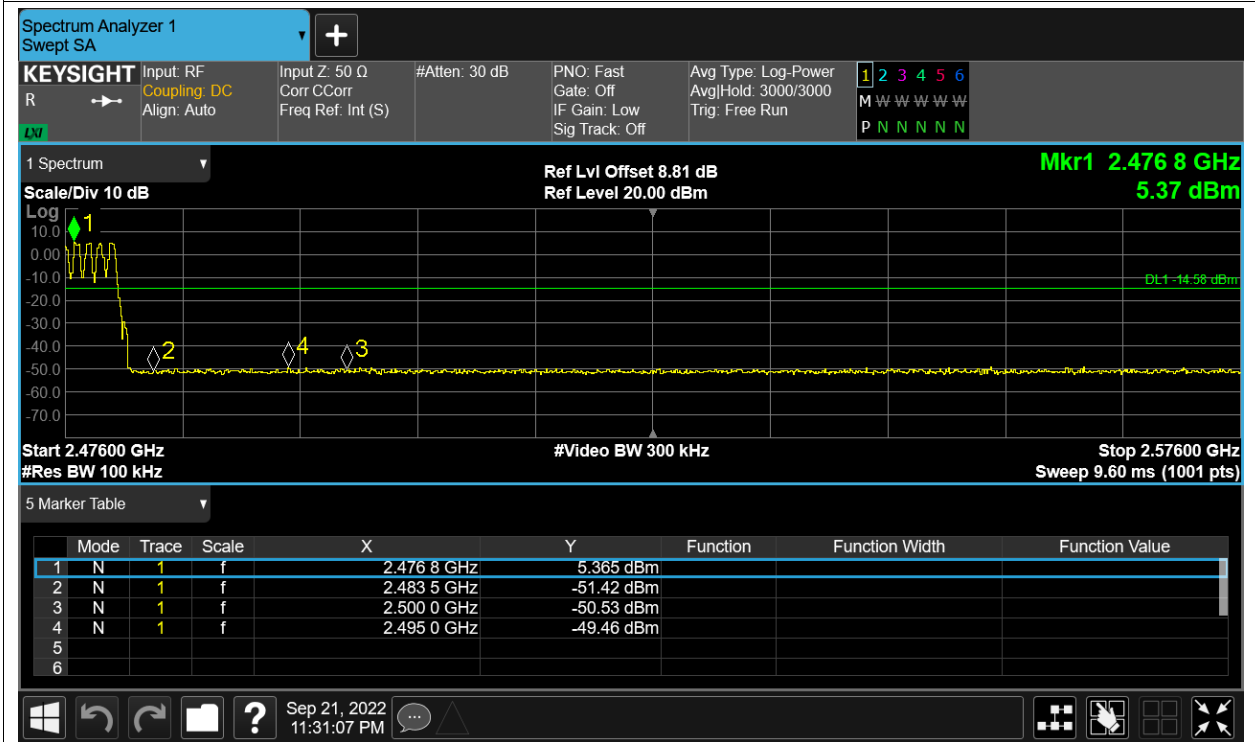 Spectrum Analyzer 1
Swept SA
+
KEYSIGHT Input: RF Input Z: 50 Ω #Atten: 30 dB PNO: Fast Avg Type: Log-Power 1 2 3 4 5 6
R Coupling: DC Corr CCorr Gate: Off Avg|Hold: 3000/3000 M W W W W W
Align: Auto Freq Ref: Int (S) IF Gain: Low Trig: Free Run
LXI Sig Track: Off P N N N N N
1 Spectrum Ref Lvl Offset 8.81 dB Mkr1 2.476 8 GHz
Scale/Div 10 dB Ref Level 20.00 dBm 5.37 dBm
Log
1
10.0
0.00
-10.0
DL1 -14.58 dBm
-20.0
-30.0
-40.0
2 4 3
-50.0
-60.0
-70.0
Start 2.47600 GHz #Video BW 300 kHz Stop 2.57600 GHz
#Res BW 100 kHz Sweep 9.60 ms (1001 pts)
5 Marker Table
Mode Trace Scale X Y Function Function Width Function Value
1 N 1 f 2.476 8 GHz 5.365 dBm
2 N 1 f 2.483 5 GHz -51.42 dBm
3 N 1 f 2.500 0 GHz -50.53 dBm
4 N 1 f 2.495 0 GHz -49.46 dBm
5
6
? Sep 21, 2022
11:31:07 PM